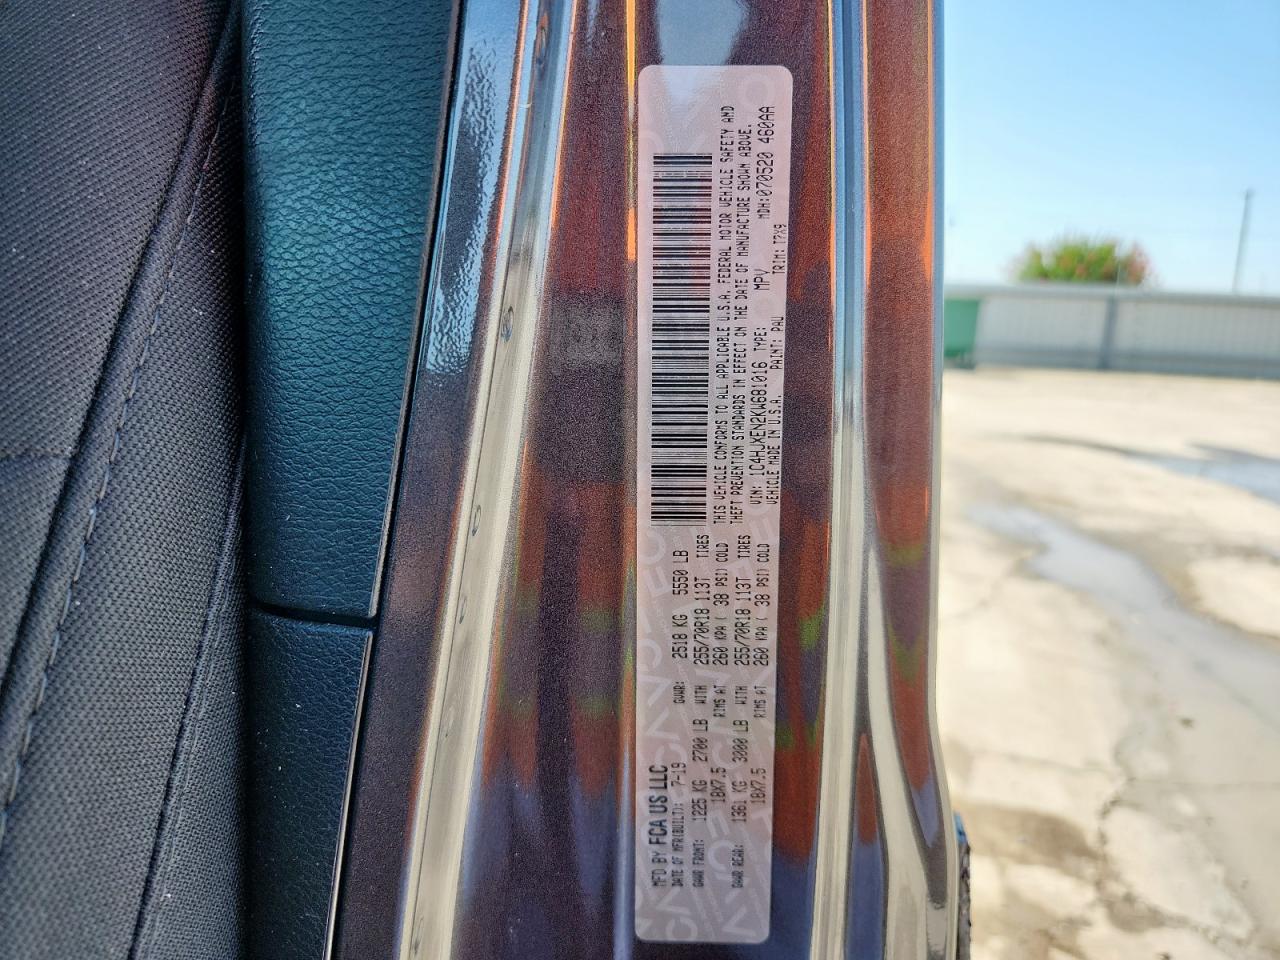 MFD BY FCA US LLC
DATE OF MFR(BUILT): 7-19 GVWR: 2518 KG 5550 LB
GAWR FRONT: 1225 KG 2700 LB WITH 255/70R18 113T TIRES
18X7.5 RIMS AT 260 KPA ( 38 PSI) COLD
GAWR REAR: 1361 KG 3000 LB WITH 255/70R18 113T TIRES
18X7.5 RIMS AT 260 KPA ( 38 PSI) COLD
THIS VEHICLE CONFORMS TO ALL APPLICABLE U.S.A. FEDERAL MOTOR VEHICLE SAFETY AND
THEFT PREVENTION STANDARDS IN EFFECT ON THE DATE OF MANUFACTURE SHOWN ABOVE.
VIN: 1C4HJXEN2KW681016 TYPE: MPV MDH:070520 460AA
VEHICLE MADE IN U.S.A. PAINT: PAU TRIM: T7X9